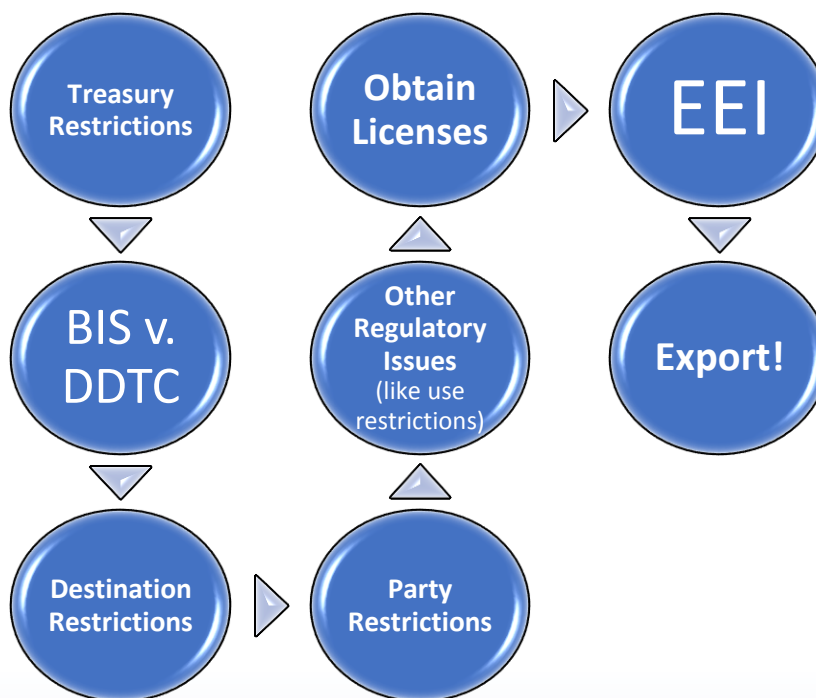 Treasury
Restrictions
BIS v.
DDTC
Destination
Restrictions
Party
Restrictions
Other
Regulatory
Issues
(like use
restrictions)
Obtain
Licenses
EEI
Export!